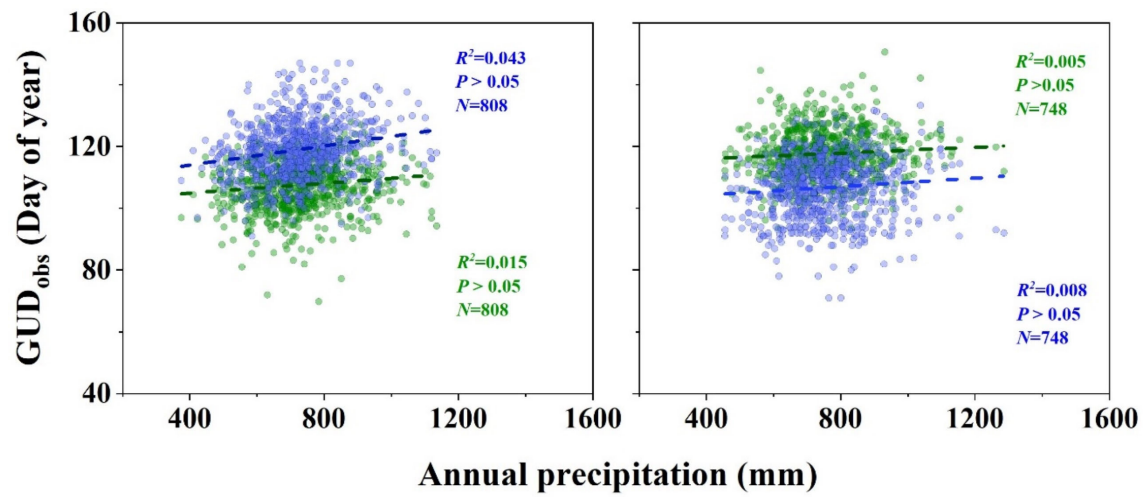 160
120
80
40
GUDobs (Day of year)
R²=0.043
P > 0.05
N=808
R²=0.015
P > 0.05
N=808
R²=0.005
P >0.05
N=748
R²=0.008
P > 0.05
N=748
400 800 1200 1600
400 800 1200 1600
Annual precipitation (mm)